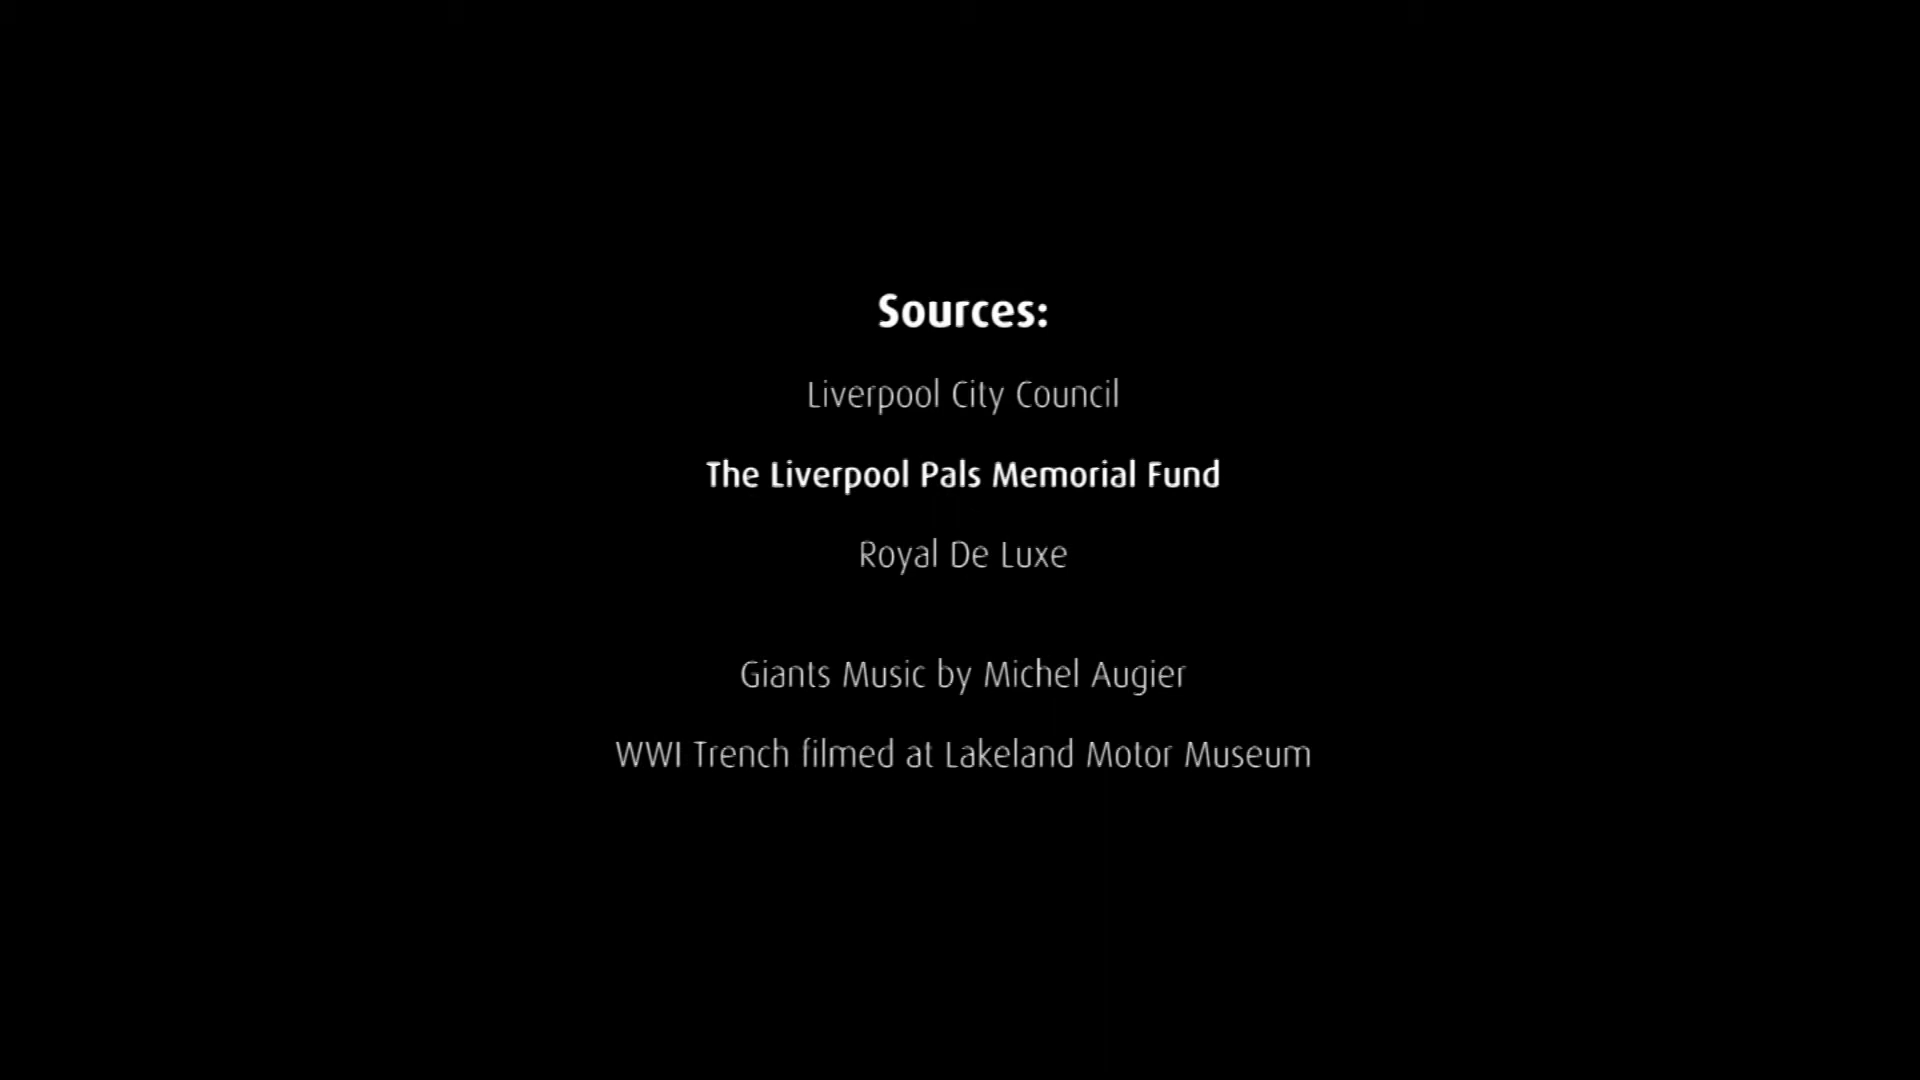 Sources:
Liverpool City Council
The Liverpool Pals Memorial Fund
Royal De Luxe
Giants Music by Michel Augier
WWI Trench filmed at Lakeland Motor Museum